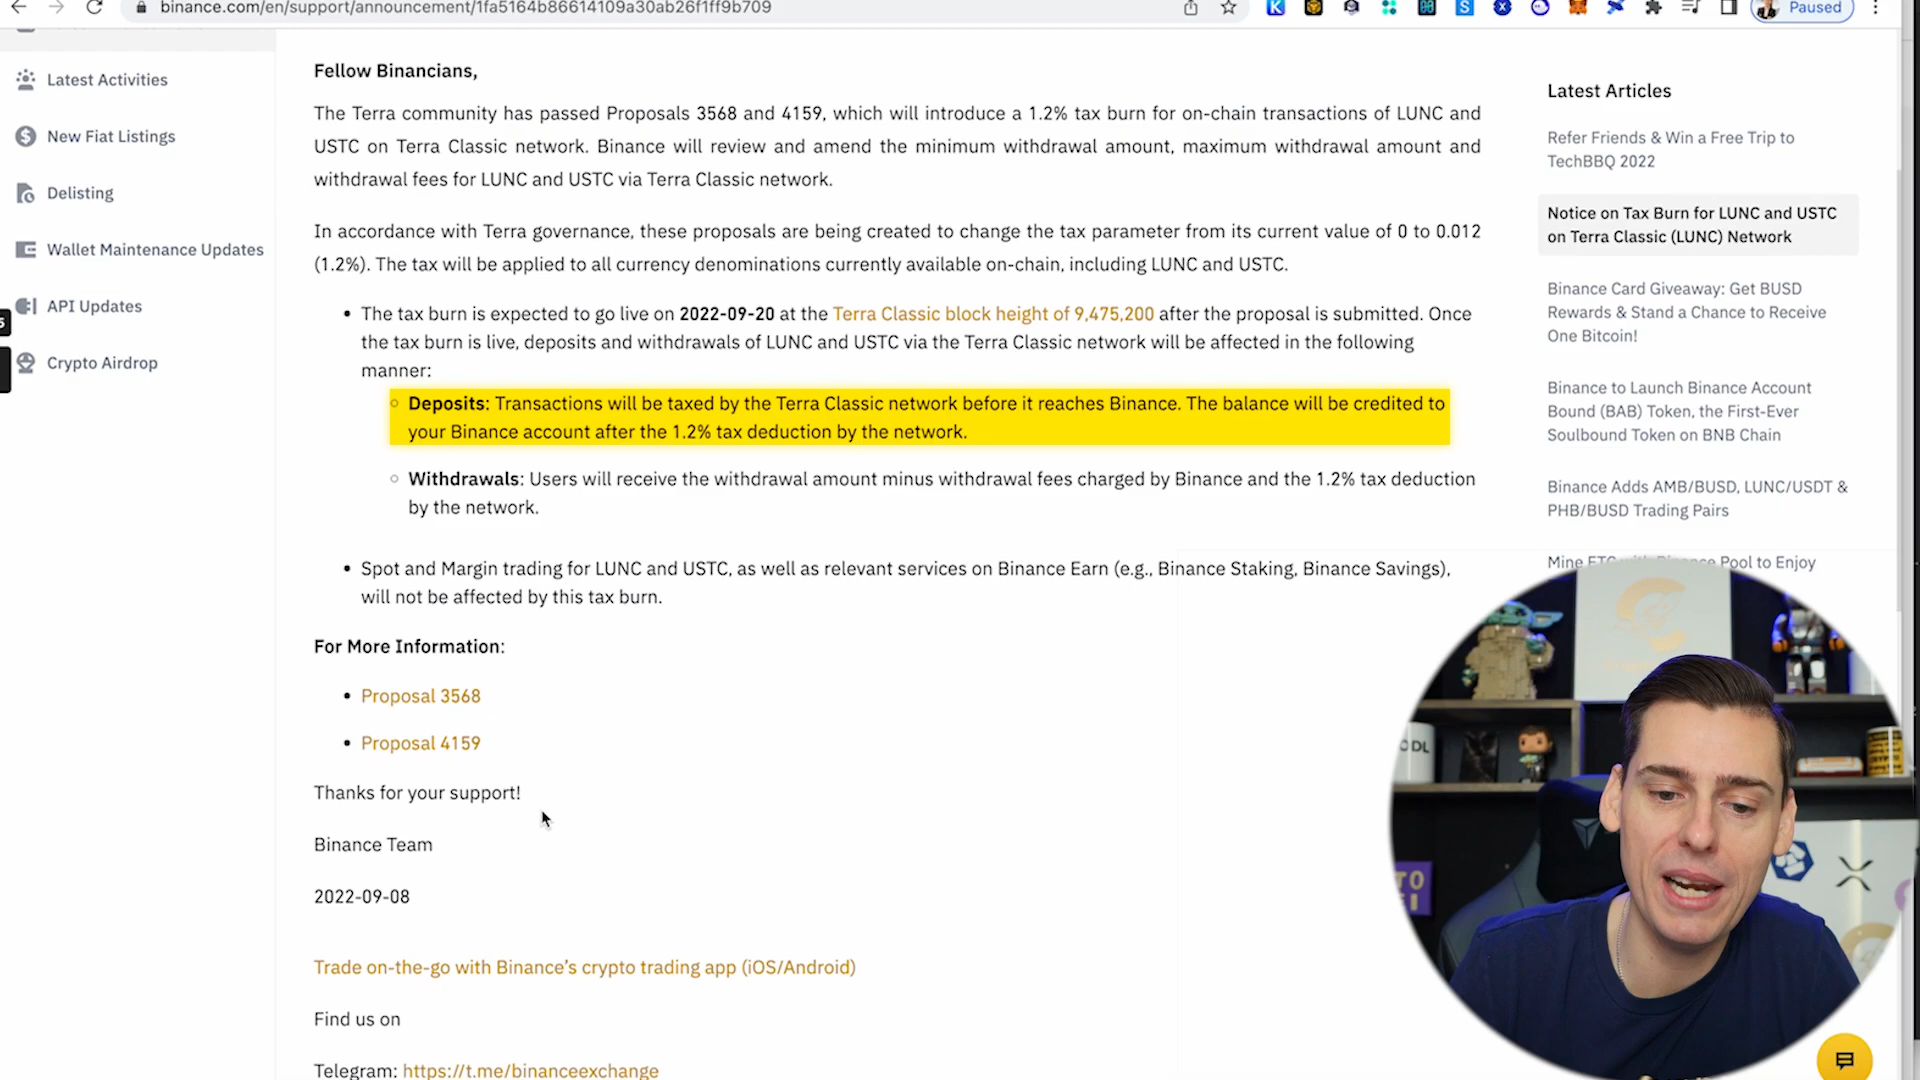 binance.com/en/support/announcement/1fa5164b86614109a30ab26f1ff9b709
Paused
Latest Activities
New Fiat Listings
Delisting
Wallet Maintenance Updates
API Updates
Crypto Airdrop
Fellow Binancians,
The Terra community has passed Proposals 3568 and 4159, which will introduce a 1.2% tax burn for on-chain transactions of LUNC and
USTC on Terra Classic network. Binance will review and amend the minimum withdrawal amount, maximum withdrawal amount and
withdrawal fees for LUNC and USTC via Terra Classic network.
In accordance with Terra governance, these proposals are being created to change the tax parameter from its current value of 0 to 0.012
(1.2%). The tax will be applied to all currency denominations currently available on-chain, including LUNC and USTC.
• The tax burn is expected to go live on 2022-09-20 at the Terra Classic block height of 9,475,200 after the proposal is submitted. Once
the tax burn is live, deposits and withdrawals of LUNC and USTC via the Terra Classic network will be affected in the following
manner:
Deposits: Transactions will be taxed by the Terra Classic network before it reaches Binance. The balance will be credited to
your Binance account after the 1.2% tax deduction by the network.
Withdrawals: Users will receive the withdrawal amount minus withdrawal fees charged by Binance and the 1.2% tax deduction
by the network.
• Spot and Margin trading for LUNC and USTC, as well as relevant services on Binance Earn (e.g., Binance Staking, Binance Savings),
will not be affected by this tax burn.
For More Information:
• Proposal 3568
• Proposal 4159
Thanks for your support!
Binance Team
2022-09-08
Trade on-the-go with Binance’s crypto trading app (iOS/Android)
Find us on
Telegram: https://t.me/binanceexchange
Latest Articles
Refer Friends & Win a Free Trip to
TechBBQ 2022
Notice on Tax Burn for LUNC and USTC
on Terra Classic (LUNC) Network
Binance Card Giveaway: Get BUSD
Rewards & Stand a Chance to Receive
One Bitcoin!
Binance to Launch Binance Account
Bound (BAB) Token, the First-Ever
Soulbound Token on BNB Chain
Binance Adds AMB/BUSD, LUNC/USDT &
PHB/BUSD Trading Pairs
Mine ETC with Binance Pool to Enjoy